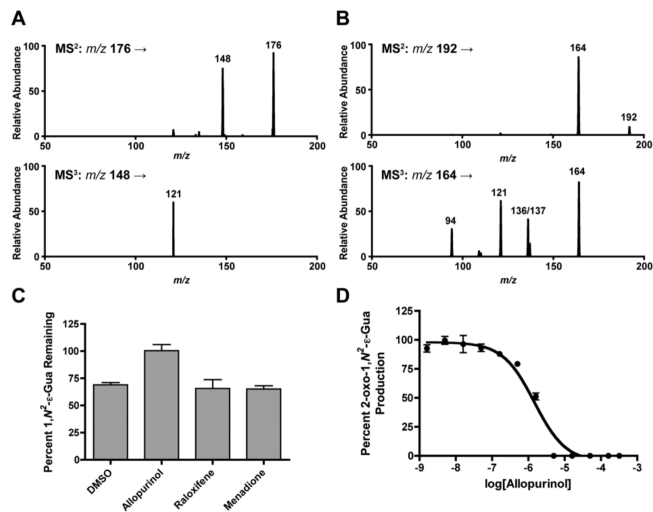 A
MS²: m/z 176 →
Relative Abundance
100
50
0
148
176
50
100
150
200
m/z
MS³: m/z 148 →
Relative Abundance
100
50
0
121
50
100
150
200
m/z
B
MS²: m/z 192 →
Relative Abundance
100
50
0
164
192
50
100
150
200
m/z
MS³: m/z 164 →
Relative Abundance
100
50
0
94
121
136/137
164
50
100
150
200
m/z
C
Percent 1,N²-ε-Gua Remaining
125
100
75
50
25
0
DMSO
Allopurinol
Raloxifene
Menadione
D
Percent 2-oxo-1,N²-ε-Gua
Production
125
100
75
50
25
0
-9
-8
-7
-6
-5
-4
-3
log[Allopurinol]